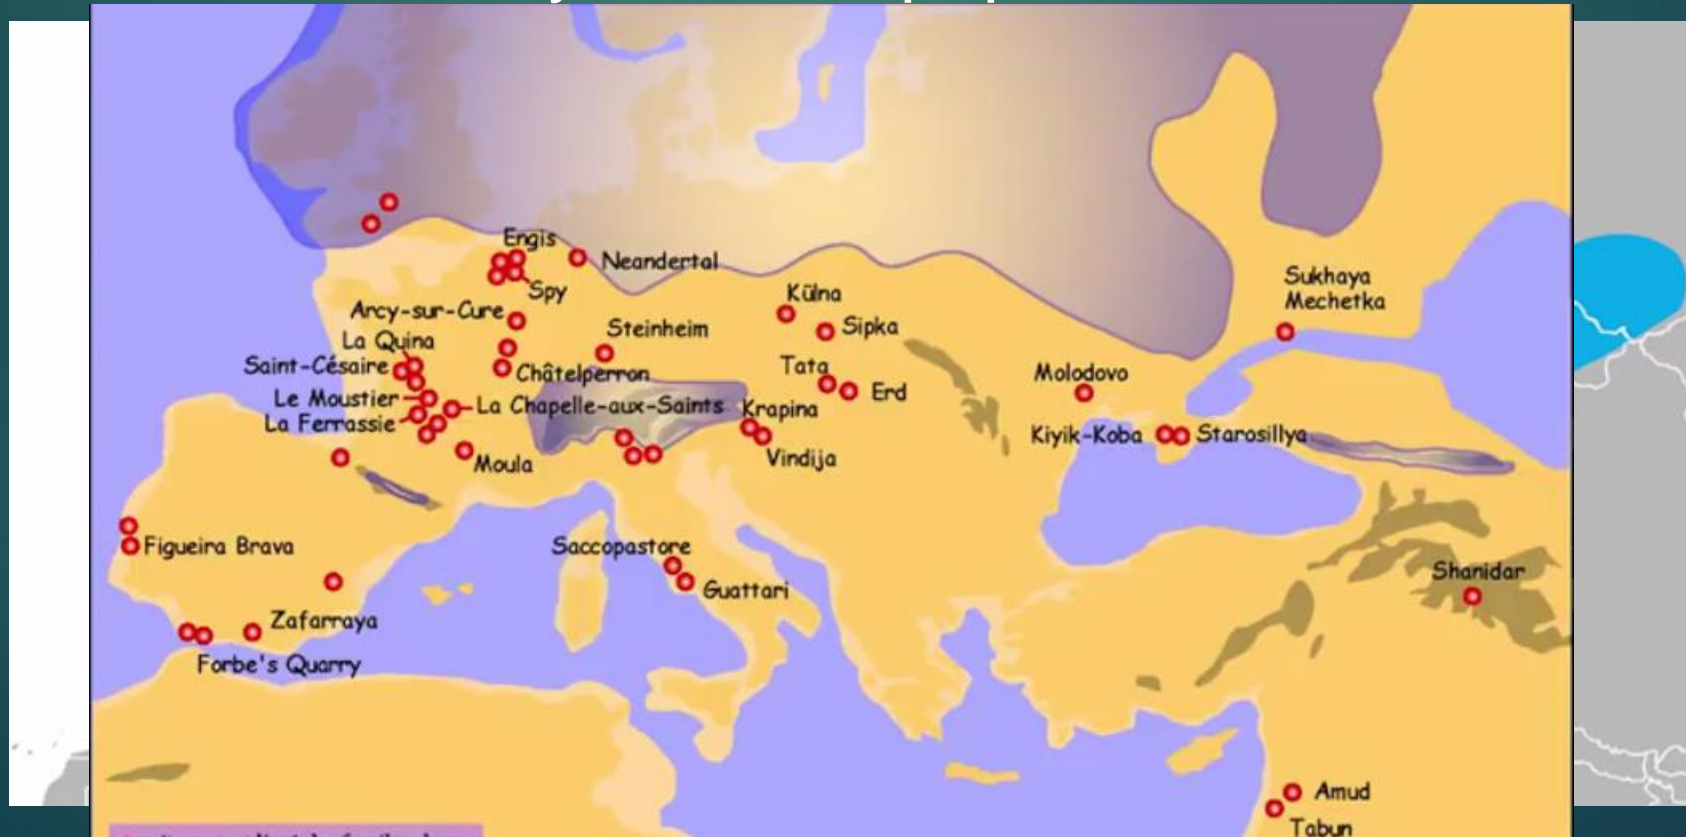 Engis
Neandertal
Spy
Arcy-sur-Cure
La Quina
Saint-Césaire
Châtelperron
Le Moustier
La Ferrassie
La Chapelle-aux-Saints
Moula
Steinheim
Külna
Sipka
Tata
Erd
Krapina
Vindija
Molodovo
Kiyik-Koba
Starosillya
Sukhaya
Mechetka
Figueira Brava
Zafarraya
Forbe's Quarry
Saccopastore
Guattari
Shanidar
Amud
Tabun